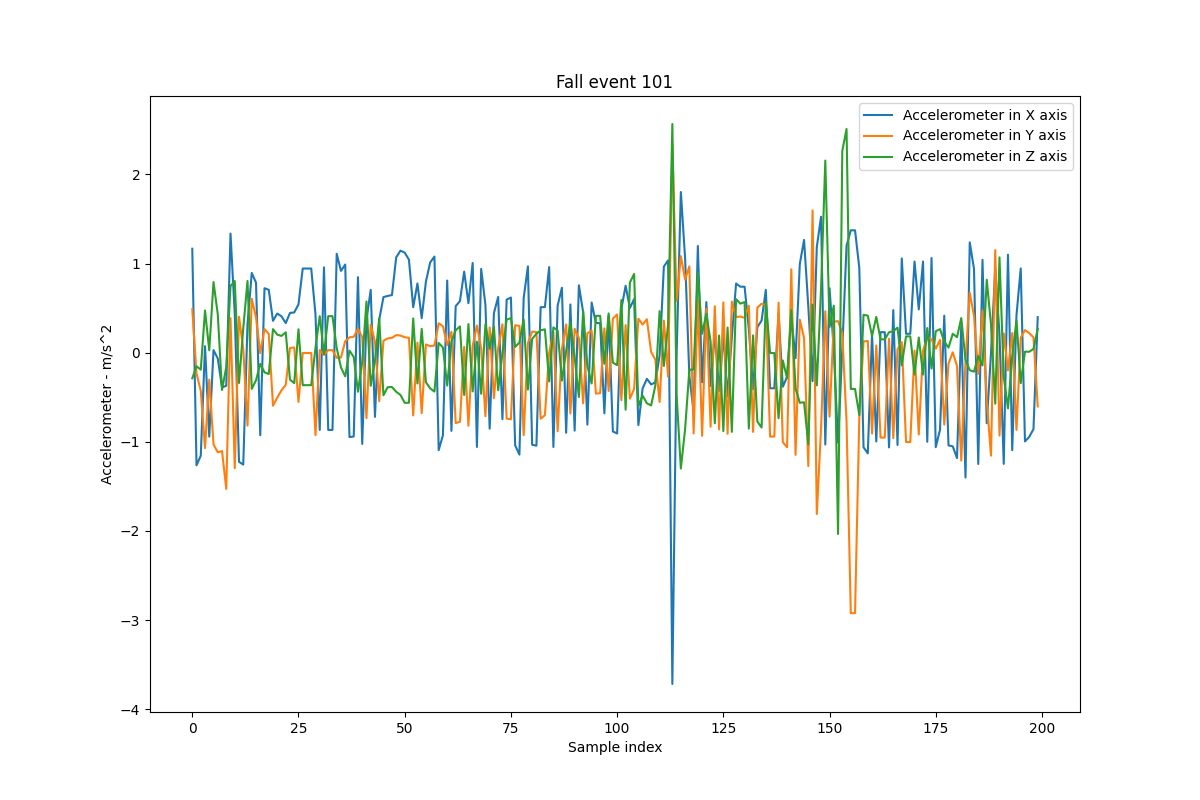 Fall event 101
Accelerometer in X axis
Accelerometer in Y axis
Accelerometer in Z axis
Accelerometer - m/s^2
2
1
0
−1
−2
−3
−4
0
25
50
75
100
125
150
175
200
Sample index